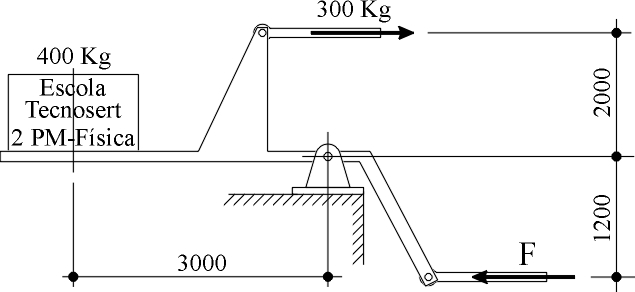 300 Kg
400 Kg
Escola
Tecnosert
2 PM-Física
2000
1200
3000
F